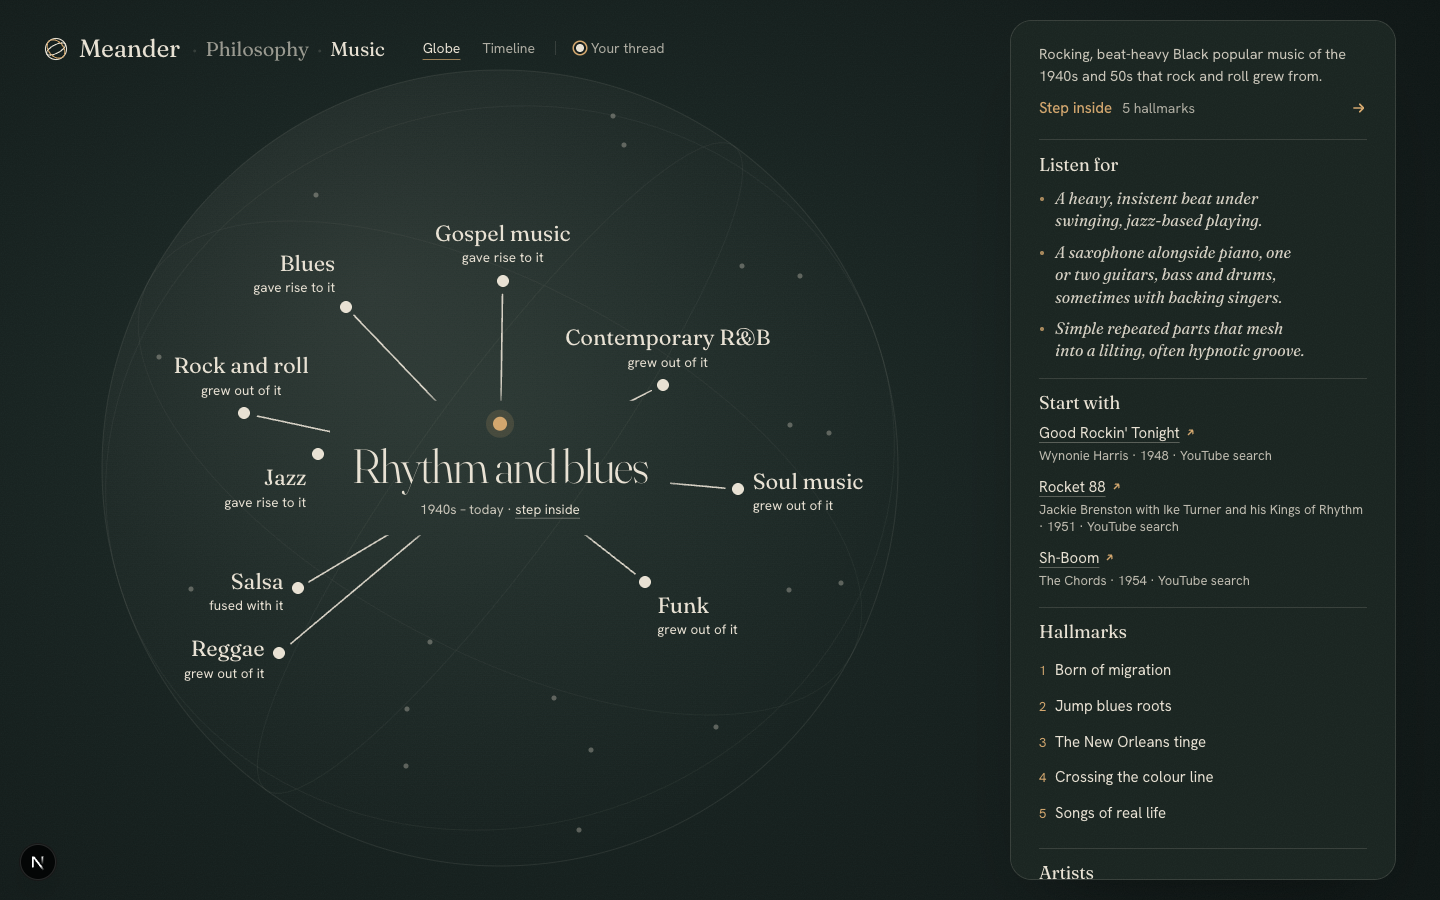 Meander · Philosophy · Music
Globe
Timeline
Your thread
Gospel music
gave rise to it
Blues
gave rise to it
Contemporary R&B
grew out of it
Rock and roll
grew out of it
Jazz
gave rise to it
Rhythm and blues
1940s – today · step inside
Soul music
grew out of it
Salsa
fused with it
Funk
grew out of it
Reggae
grew out of it
N
Rocking, beat-heavy Black popular music of the
1940s and 50s that rock and roll grew from.
Step inside 5 hallmarks →
Listen for
• A heavy, insistent beat under
swinging, jazz-based playing.
• A saxophone alongside piano, one
or two guitars, bass and drums,
sometimes with backing singers.
• Simple repeated parts that mesh
into a lilting, often hypnotic groove.
Start with
Good Rockin' Tonight ↗
Wynonie Harris · 1948 · YouTube search
Rocket 88 ↗
Jackie Brenston with Ike Turner and his Kings of Rhythm
· 1951 · YouTube search
Sh-Boom ↗
The Chords · 1954 · YouTube search
Hallmarks
1 Born of migration
2 Jump blues roots
3 The New Orleans tinge
4 Crossing the colour line
5 Songs of real life
Artists